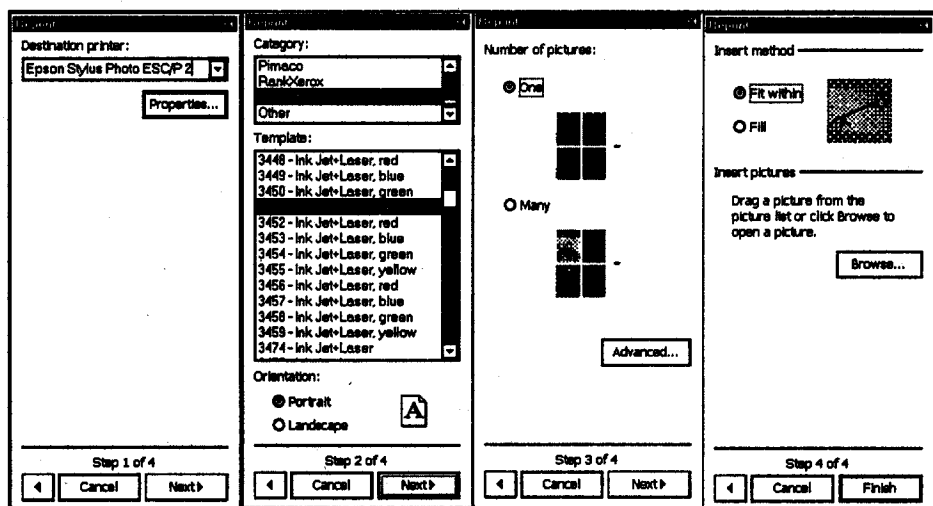 Destination printer:
Epson Stylus Photo ESC/P 2
Properties...
Step 1 of 4
Cancel
Next
Category:
Pimaco
RankXerox
Other
Template:
3448 - Ink Jet+Laser, red
3449 - Ink Jet+Laser, blue
3450 - Ink Jet+Laser, green
3452 - Ink Jet+Laser, red
3453 - Ink Jet+Laser, blue
3454 - Ink Jet+Laser, green
3455 - Ink Jet+Laser, yellow
3456 - Ink Jet+Laser, red
3457 - Ink Jet+Laser, blue
3458 - Ink Jet+Laser, green
3459 - Ink Jet+Laser, yellow
3474 - Ink Jet+Laser
Orientation:
Portrait
A
Landscape
Step 2 of 4
Cancel
Next
Number of pictures:
One
Many
Advanced...
Step 3 of 4
Cancel
Next
Insert method
Fit within
Fill
Insert pictures
Drag a picture from the
picture list or click Browse to
open a picture.
Browse...
Step 4 of 4
Cancel
Finish